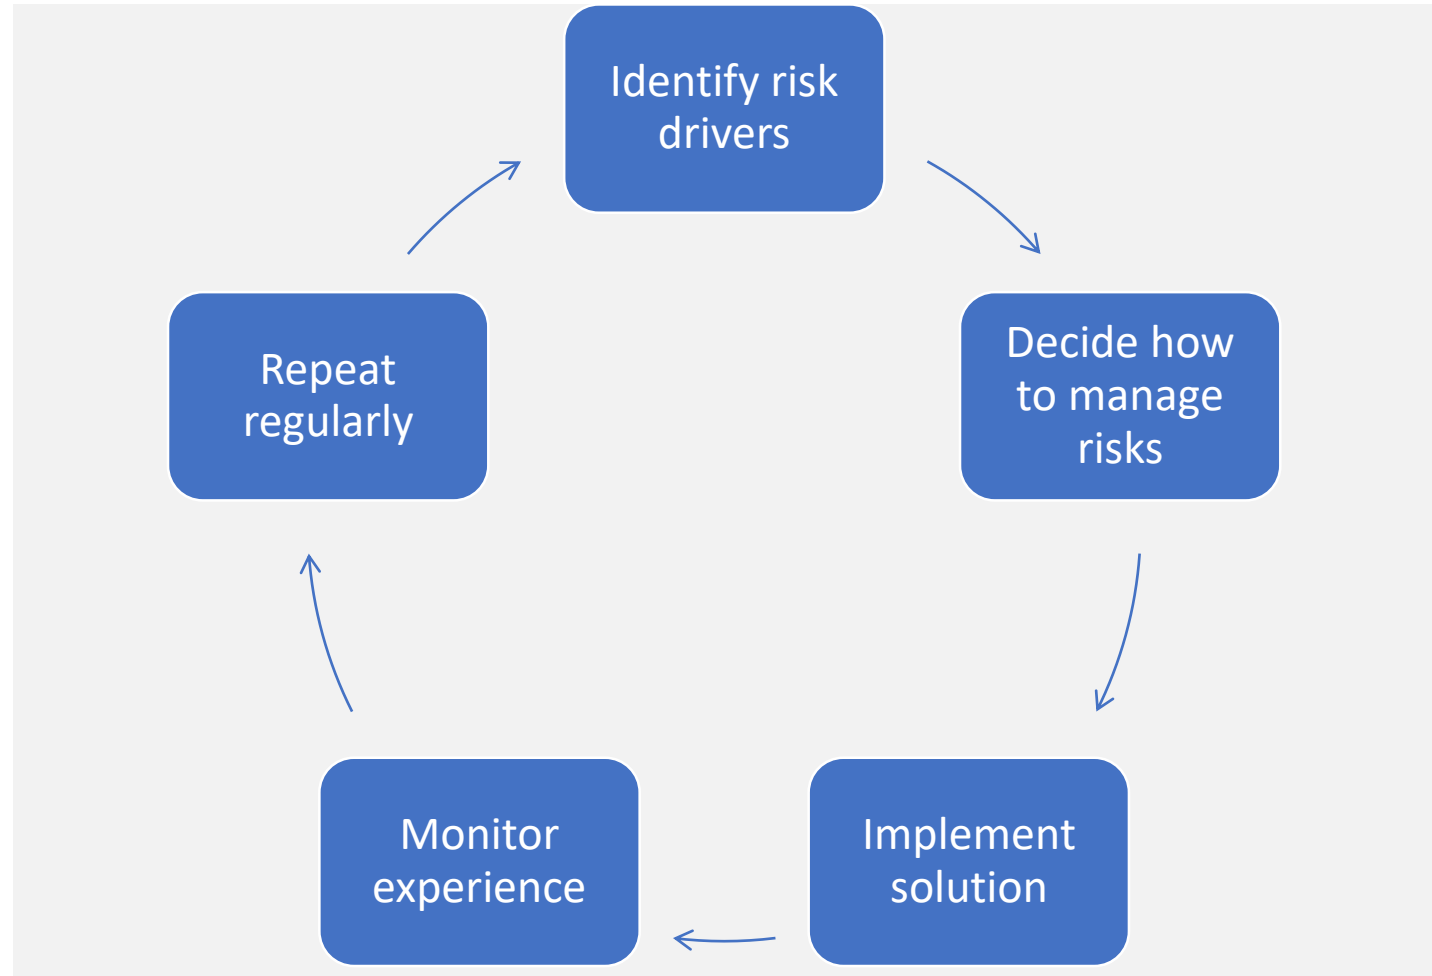 Identify risk
drivers
Decide how
to manage
risks
Implement
solution
Monitor
experience
Repeat
regularly